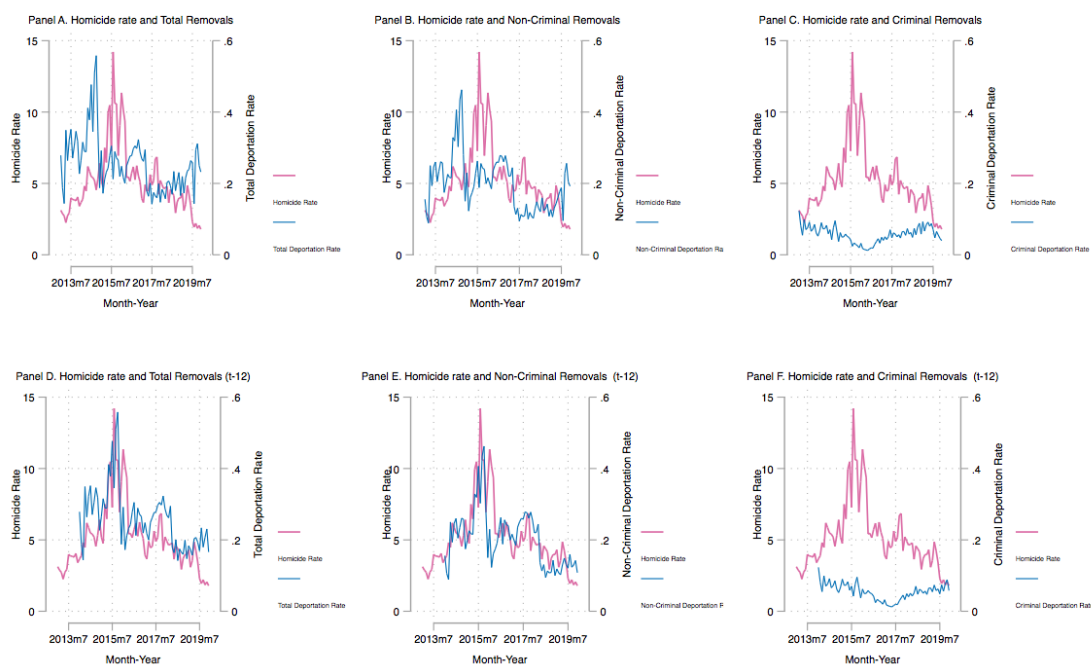 Panel A. Homicide rate and Total Removals
15
10
5
0
Homicide Rate
.6
.4
.2
0
Total Deportation Rate
2013m7 2015m7 2017m7 2019m7
Month-Year
Homicide Rate
Total Deportation Rate
Panel B. Homicide rate and Non-Criminal Removals
15
10
5
0
Homicide Rate
.6
.4
.2
0
Non-Criminal Deportation Rate
2013m7 2015m7 2017m7 2019m7
Month-Year
Homicide Rate
Non-Criminal Deportation Ra
Panel C. Homicide rate and Criminal Removals
15
10
5
0
Homicide Rate
.6
.4
.2
0
Criminal Deportation Rate
2013m7 2015m7 2017m7 2019m7
Month-Year
Homicide Rate
Criminal Deportation Rate
Panel D. Homicide rate and Total Removals (t-12)
15
10
5
0
Homicide Rate
.6
.4
.2
0
Total Deportation Rate
2013m7 2015m7 2017m7 2019m7
Month-Year
Homicide Rate
Total Deportation Rate
Panel E. Homicide rate and Non-Criminal Removals (t-12)
15
10
5
0
Homicide Rate
.6
.4
.2
0
Non-Criminal Deportation Rate
2013m7 2015m7 2017m7 2019m7
Month-Year
Homicide Rate
Non-Criminal Deportation F
Panel F. Homicide rate and Criminal Removals (t-12)
15
10
5
0
Homicide Rate
.6
.4
.2
0
Criminal Deportation Rate
2013m7 2015m7 2017m7 2019m7
Month-Year
Homicide Rate
Criminal Deportation Rate